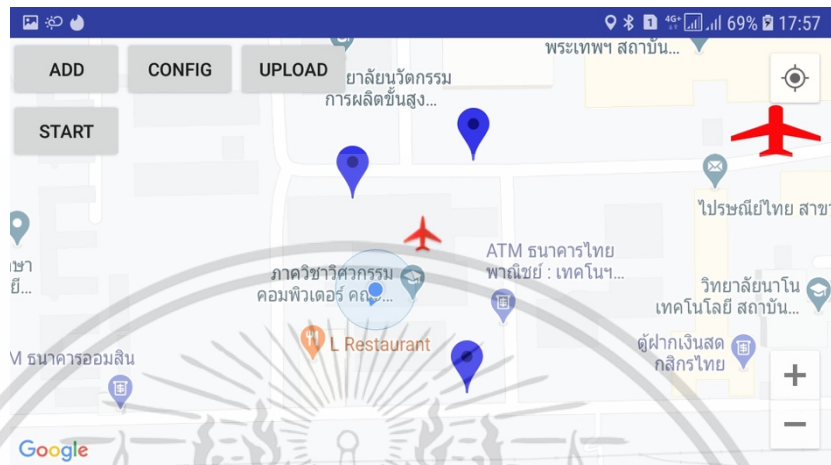 1 4G+ 69% 17:57
ADD CONFIG UPLOAD
START
พระเทพฯ สถาบัน...
ยาลัยนวัตกรรม
การผลิตขั้นสูง...
ไปรษณีย์ไทย สาขา
ATM ธนาคารไทย
พาณิชย์ : เทคโนฯ...
ภาควิชาวิศวกรรม
คอมพิวเตอร์ คณะ...
วิทยาลัยนาโน
เทคโนโลยี สถาบัน...
L Restaurant
ตู้ฝากเงินสด
กสิกรไทย
M ธนาคารออมสิน
Google